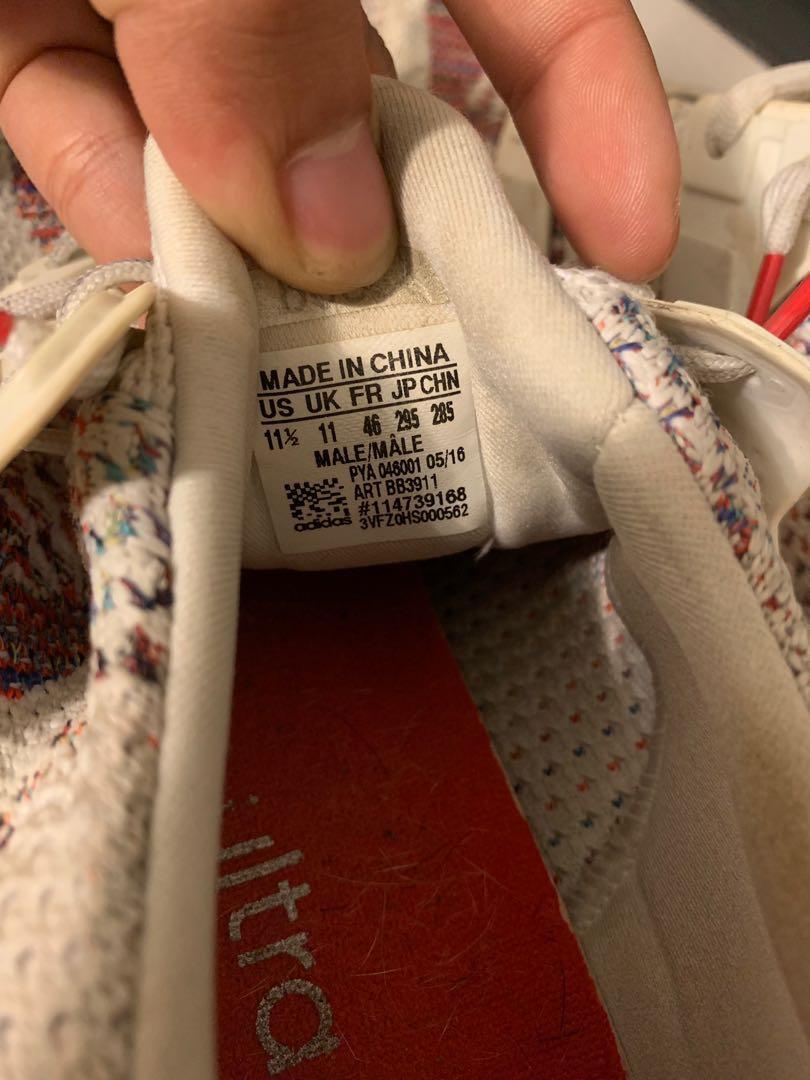 MADE IN CHINA
US UK FR JP CHN
11½ 11 46 295 285
MALE/MÂLE
PYA 046001 05/16
ART BB3911
#114739168
adidas 3VFZQHS000562
ultra